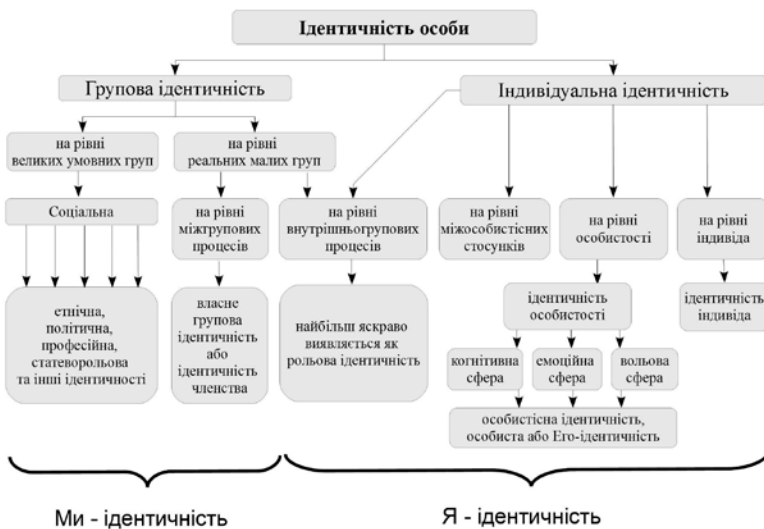 Ідентичність особи
Групова ідентичність
Індивидуальна ідентичність
на рівні
великих умовних груп
на рівні
реальних малих груп
Соціальна
на рівні
міжгрупових
процесів
на рівні
внутрішньогрупових
процесів
на рівні
міжособистісних
стосунків
на рівні
особистості
на рівні
індивіда
етнічна,
політична,
професійна,
статеворольова
та інші ідентичності
власне
групова
ідентичність
або
ідентичність
членства
найбільш яскраво
виявляється як
рольова ідентичність
ідентичність
особистості
ідентичність
індивіда
когнітивна
сфера
емоційна
сфера
вольова
сфера
особистісна ідентичність,
особиста або Его-ідентичність
Ми - ідентичність
Я - ідентичність